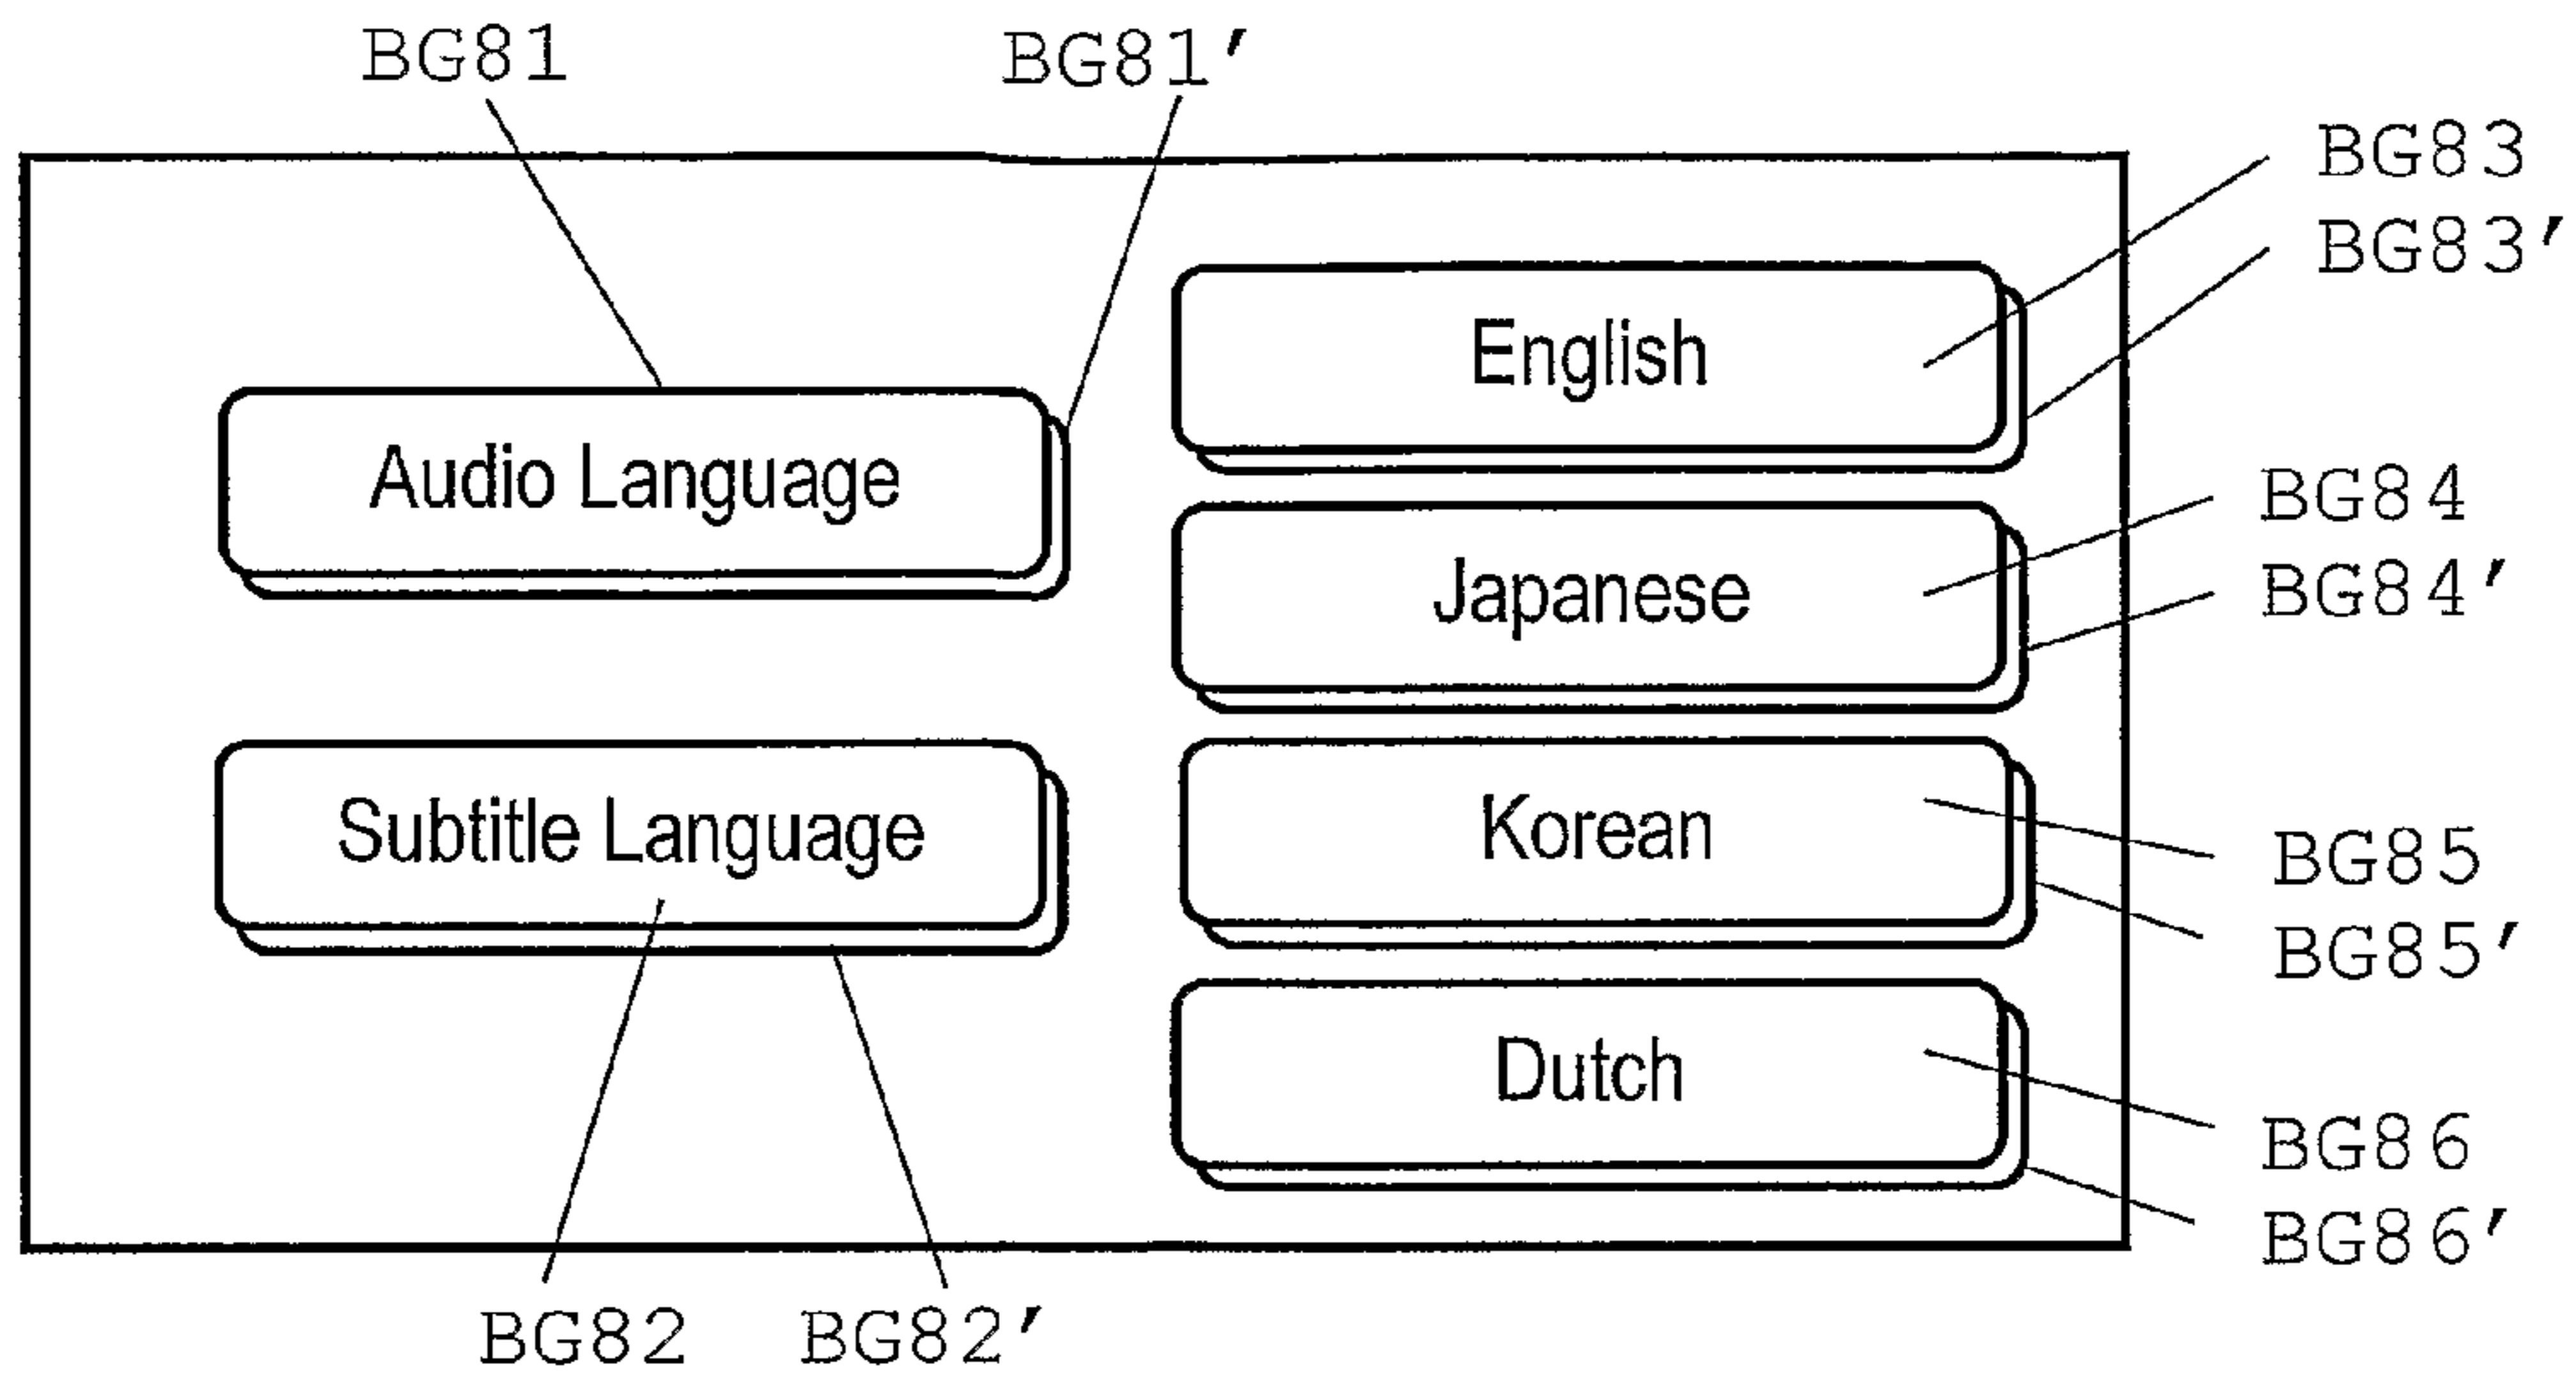 BG81
BG81'
BG83
BG83'
English
Audio Language
BG84
BG84'
Japanese
Subtitle Language
Korean
BG85
BG85'
Dutch
BG86
BG86'
BG82
BG82'